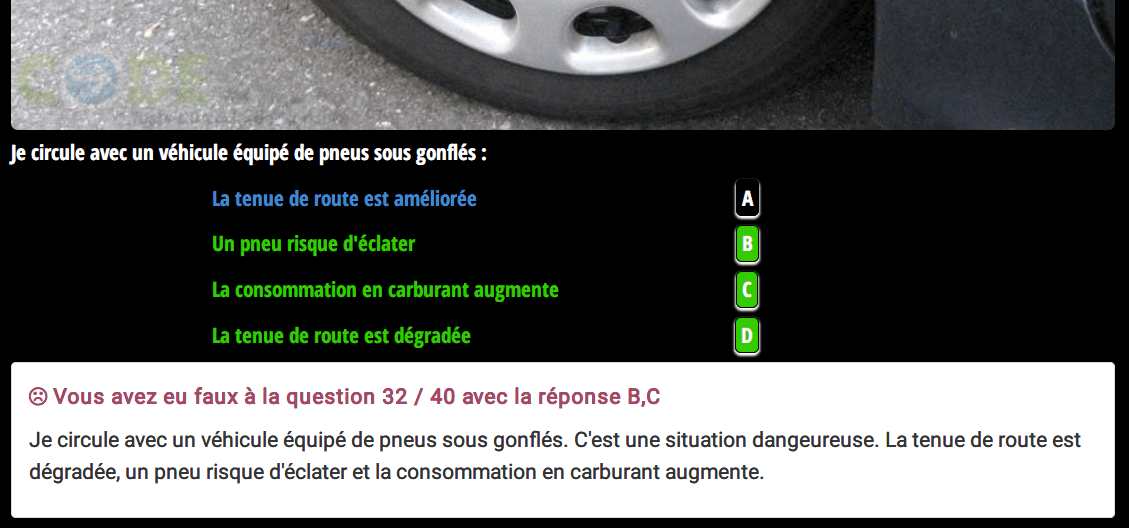 CODE
Je circule avec un véhicule équipé de pneus sous gonflés :
La tenue de route est améliorée A
Un pneu risque d'éclater B
La consommation en carburant augmente C
La tenue de route est dégradée D
Vous avez eu faux à la question 32 / 40 avec la réponse B,C
Je circule avec un véhicule équipé de pneus sous gonflés. C'est une situation dangeureuse. La tenue de route est
dégradée, un pneu risque d'éclater et la consommation en carburant augmente.